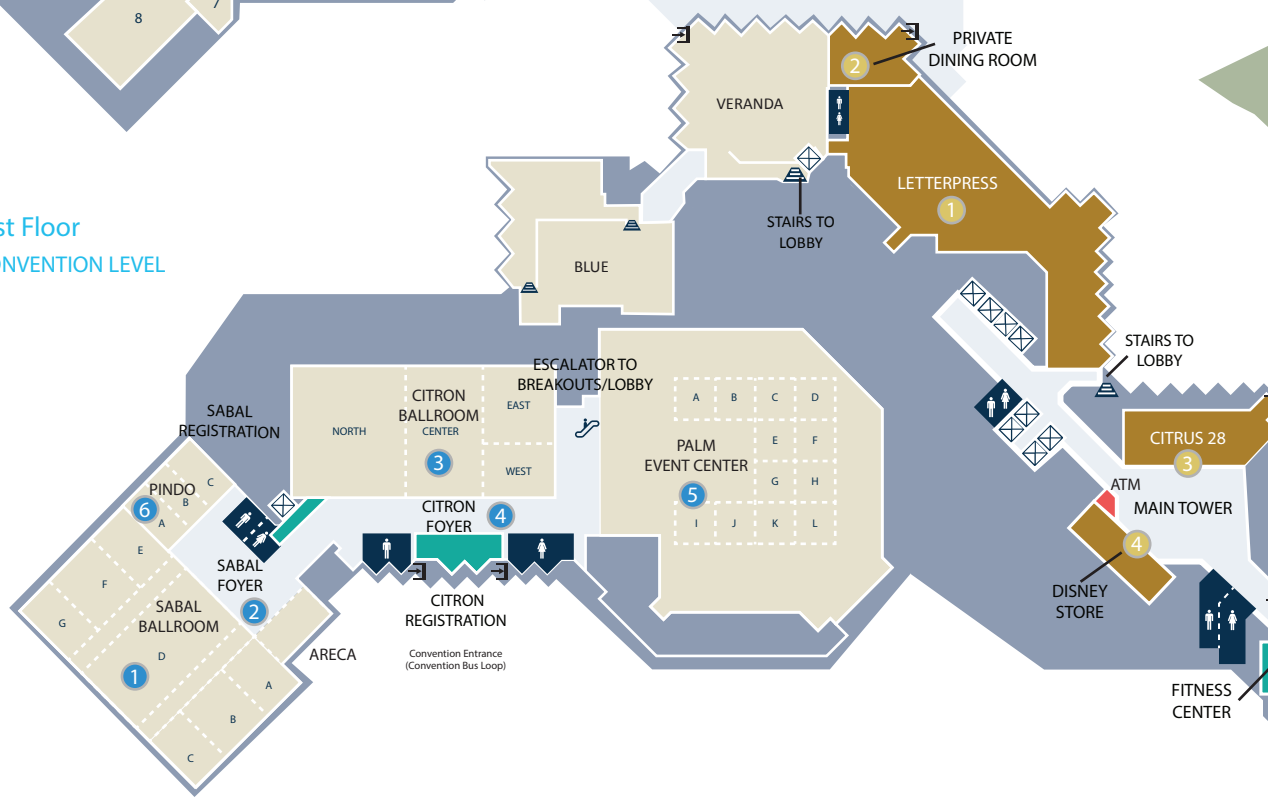 8
7
PRIVATE
DINING ROOM
2
VERANDA
LETTERPRESS
1
STAIRS TO
LOBBY
st Floor
ONVENTION LEVEL
BLUE
STAIRS TO
LOBBY
ESCALATOR TO
BREAKOUTS/LOBBY
CITRON
BALLROOM
NORTH
CENTER
EAST
WEST
3
A B C D
E F
G H
I J K L
PALM
EVENT CENTER
5
SABAL
REGISTRATION
CITRUS 28
3
ATM
MAIN TOWER
4
DISNEY
STORE
PINDO
6
A
B
C
CITRON
FOYER
4
SABAL
FOYER
2
E
F
G
SABAL
BALLROOM
D
1
A
B
C
ARECA
CITRON
REGISTRATION
Convention Entrance
(Convention Bus Loop)
FITNESS
CENTER